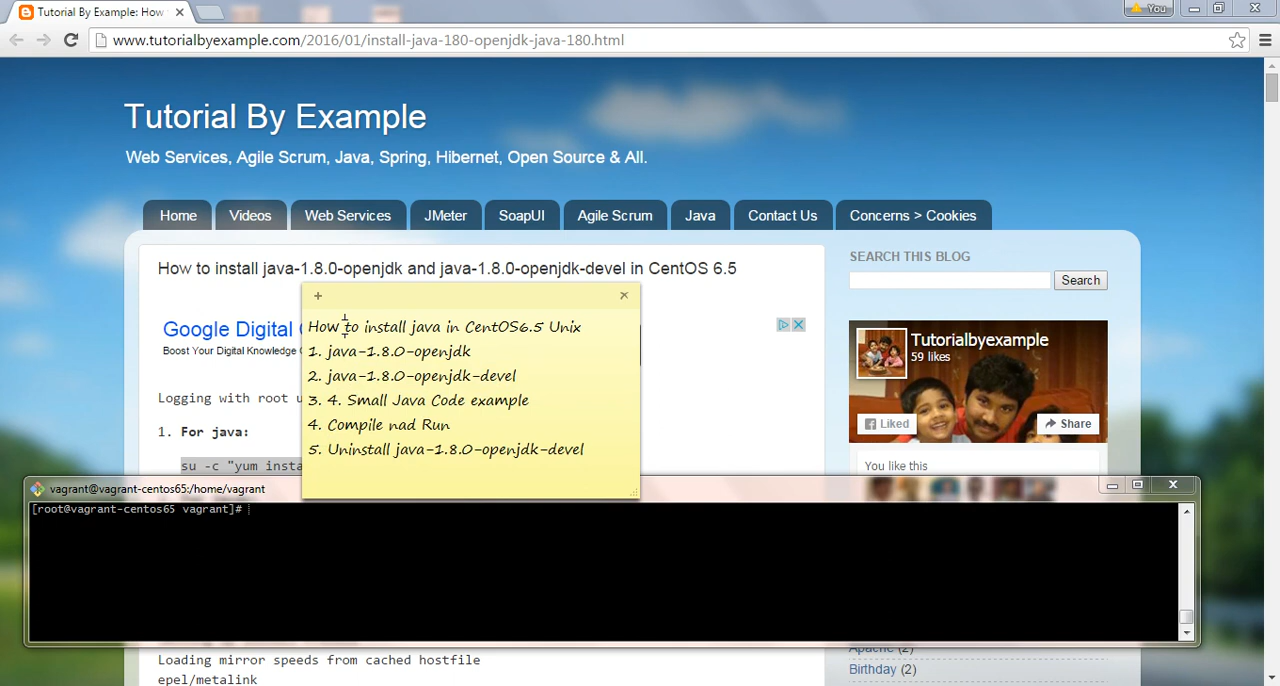 Tutorial By Example: How
You
www.tutorialbyexample.com/2016/01/install-java-180-openjdk-java-180.html
Tutorial By Example
Web Services, Agile Scrum, Java, Spring, Hibernet, Open Source & All.
Home Videos Web Services JMeter SoapUI Agile Scrum Java Contact Us Concerns > Cookies
How to install java-1.8.0-openjdk and java-1.8.0-openjdk-devel in CentOS 6.5
SEARCH THIS BLOG
Search
Google Digital
Boost Your Digital Knowledge
+
How to install java in CentOS6.5 Unix
1. java-1.8.0-openjdk
2. java-1.8.0-openjdk-devel
3. 4. Small Java Code example
4. Compile nad Run
5. Uninstall java-1.8.0-openjdk-devel
Tutorialbyexample
59 likes
Liked
Share
You like this
Logging with root
1. For java:
su -c "yum insta
vagrant@vagrant-centos65:/home/vagrant
[root@vagrant-centos65 vagrant]#
Loading mirror speeds from cached hostfile
epel/metalink
Apache (2)
Birthday (2)